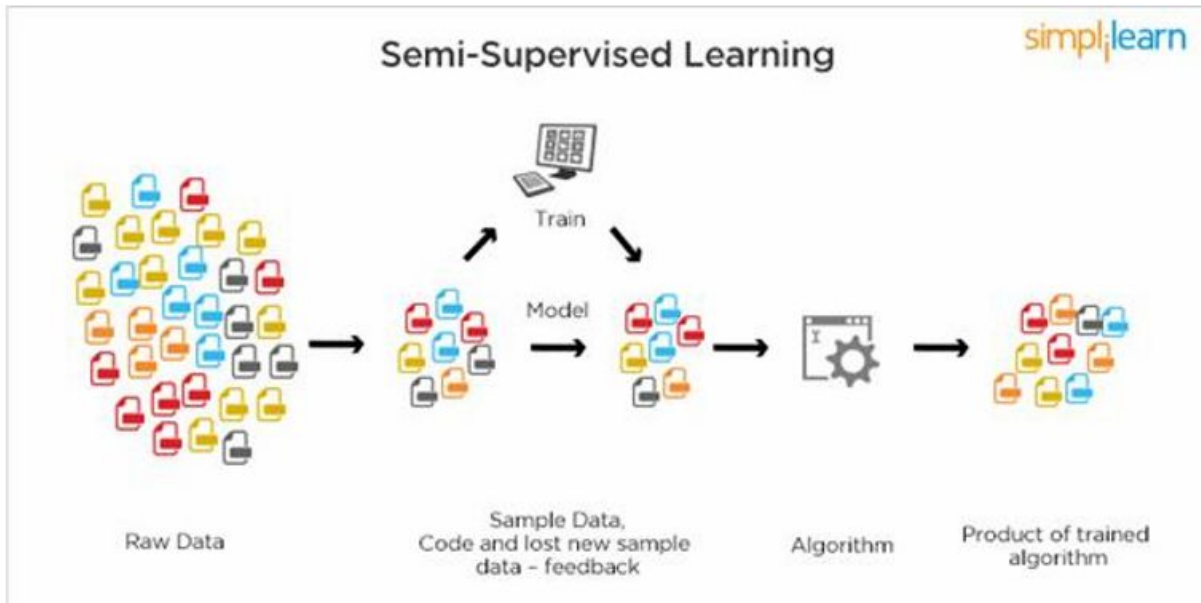 simplilearn
Semi-Supervised Learning
Train
Model
Raw Data
Sample Data,
Code and lost new sample
data – feedback
Algorithm
Product of trained
algorithm